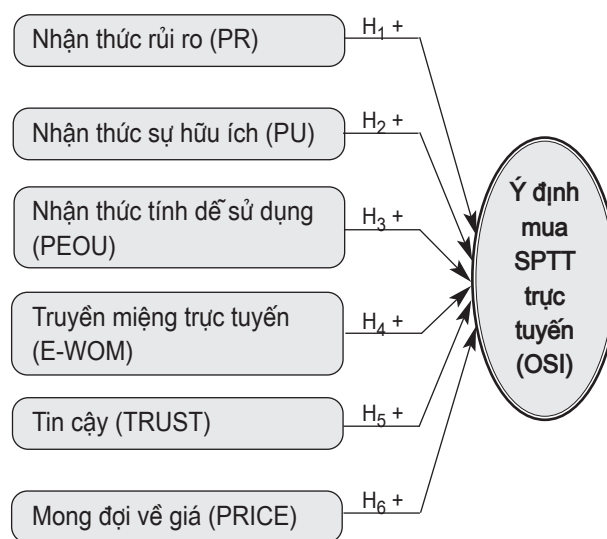 Nhận thức rủi ro (PR)
H1 +
Nhận thức sự hữu ích (PU)
H2 +
Nhận thức tính dễ sử dụng
(PEOU)
H3 +
Truyền miệng trực tuyến
(E-WOM)
H4 +
Tin cậy (TRUST)
H5 +
Mong đợi về giá (PRICE)
H6 +
Ý định
mua
SPTT
trực
tuyến
(OSI)